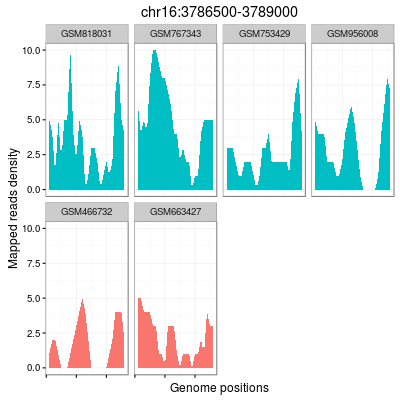 chr16:3786500-3789000
GSM818031 GSM767343 GSM753429 GSM956008
10.0
7.5
5.0
2.5
0.0
Mapped reads density
GSM466732 GSM663427
10.0
7.5
5.0
2.5
0.0
Genome positions